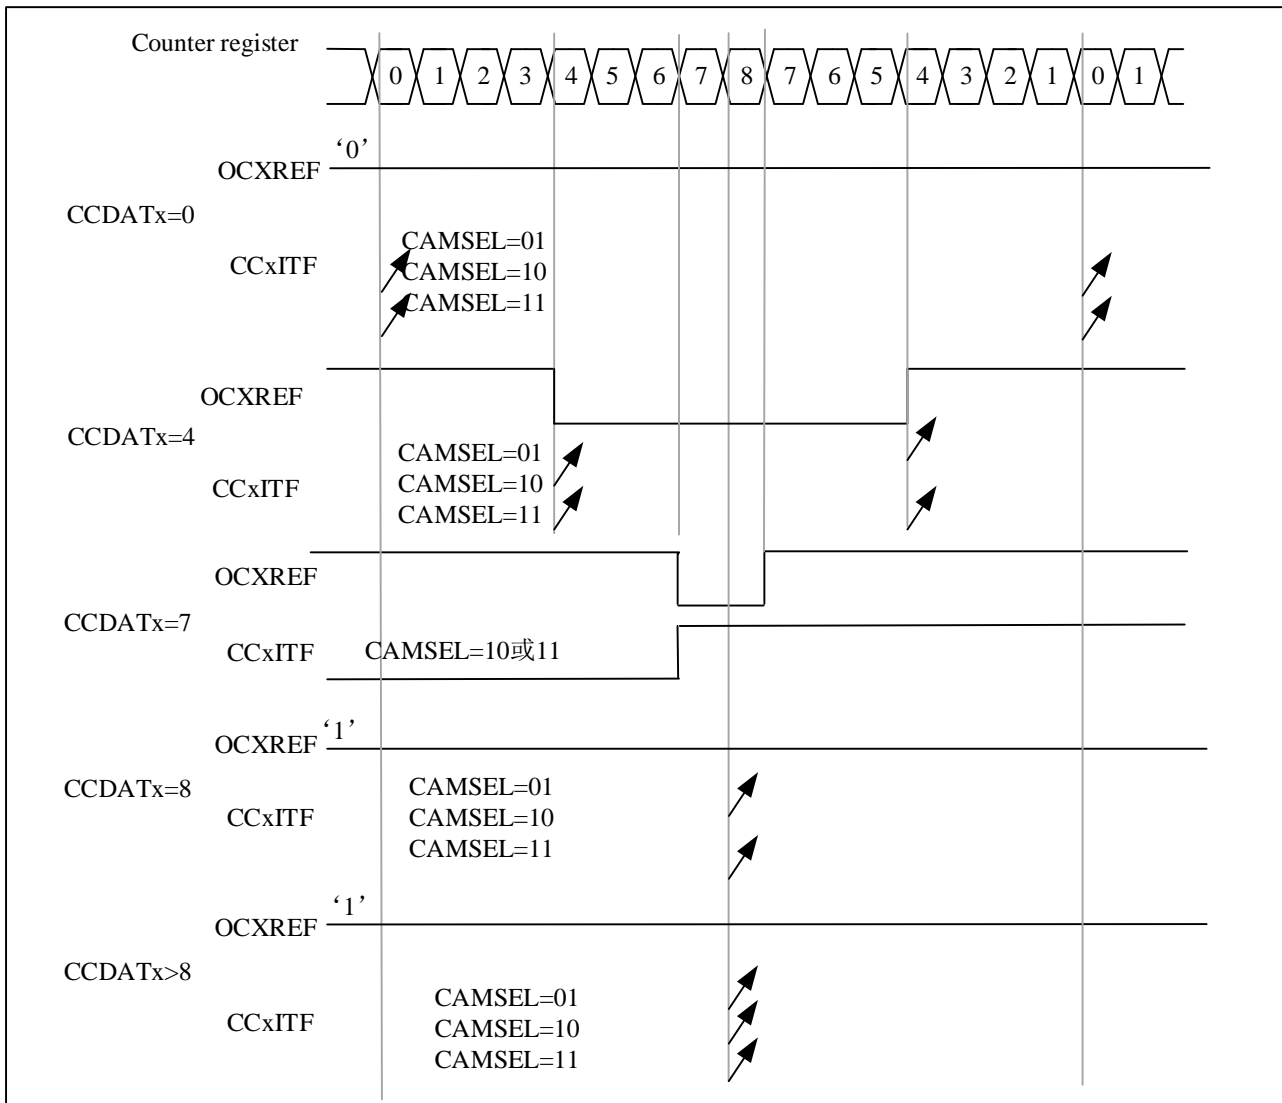 Counter register
0 1 2 3 4 5 6 7 8 7 6 5 4 3 2 1 0 1
‘0’
OCXREF
CCDATx=0
CAMSEL=01
CCxITF
CAMSEL=10
CAMSEL=11
OCXREF
CCDATx=4
CAMSEL=01
CCxITF
CAMSEL=10
CAMSEL=11
OCXREF
CCDATx=7
CCxITF
CAMSEL=10或11
‘1’
OCXREF
CCDATx=8
CAMSEL=01
CCxITF
CAMSEL=10
CAMSEL=11
‘1’
OCXREF
CCDATx>8
CAMSEL=01
CCxITF
CAMSEL=10
CAMSEL=11